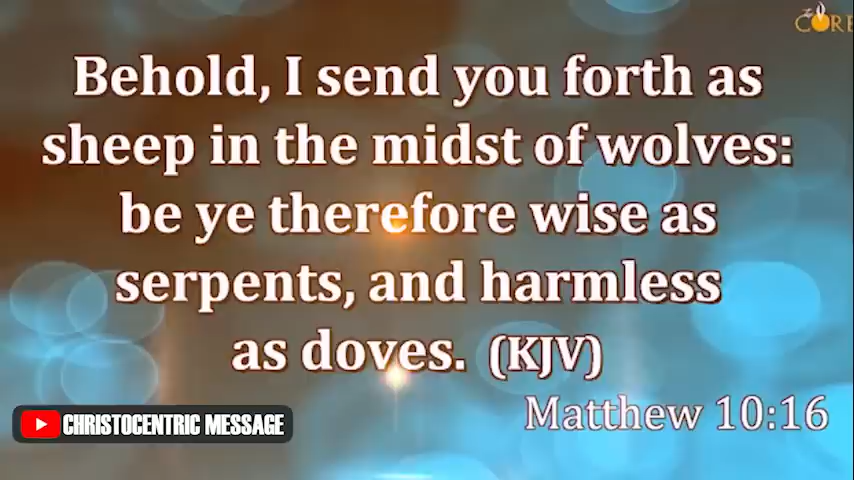 Behold, I send you forth as
sheep in the midst of wolves:
be ye therefore wise as
serpents, and harmless
as doves. (KJV)
Matthew 10:16
CHRISTOCENTRIC MESSAGE